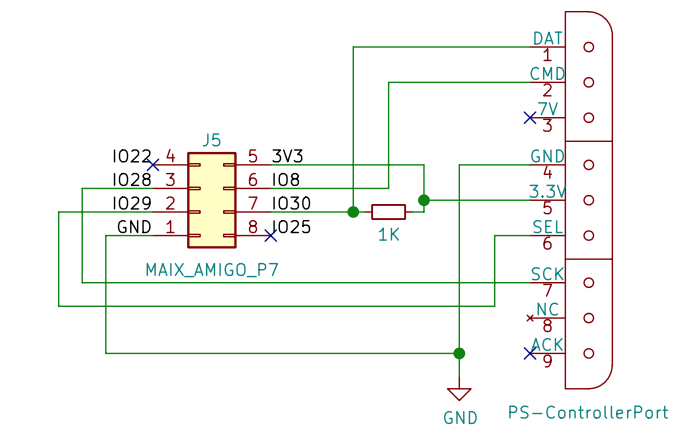 J5
IO22 4 5 3V3
IO28 3 6 IO8
IO29 2 7 IO30
GND 1 8 IO25
MAIX_AMIGO_P7
1K
GND
DAT
1
CMD
2
7V
3
GND
4
3.3V
5
SEL
6
SCK
7
NC
8
ACK
9
PS-ControllerPort